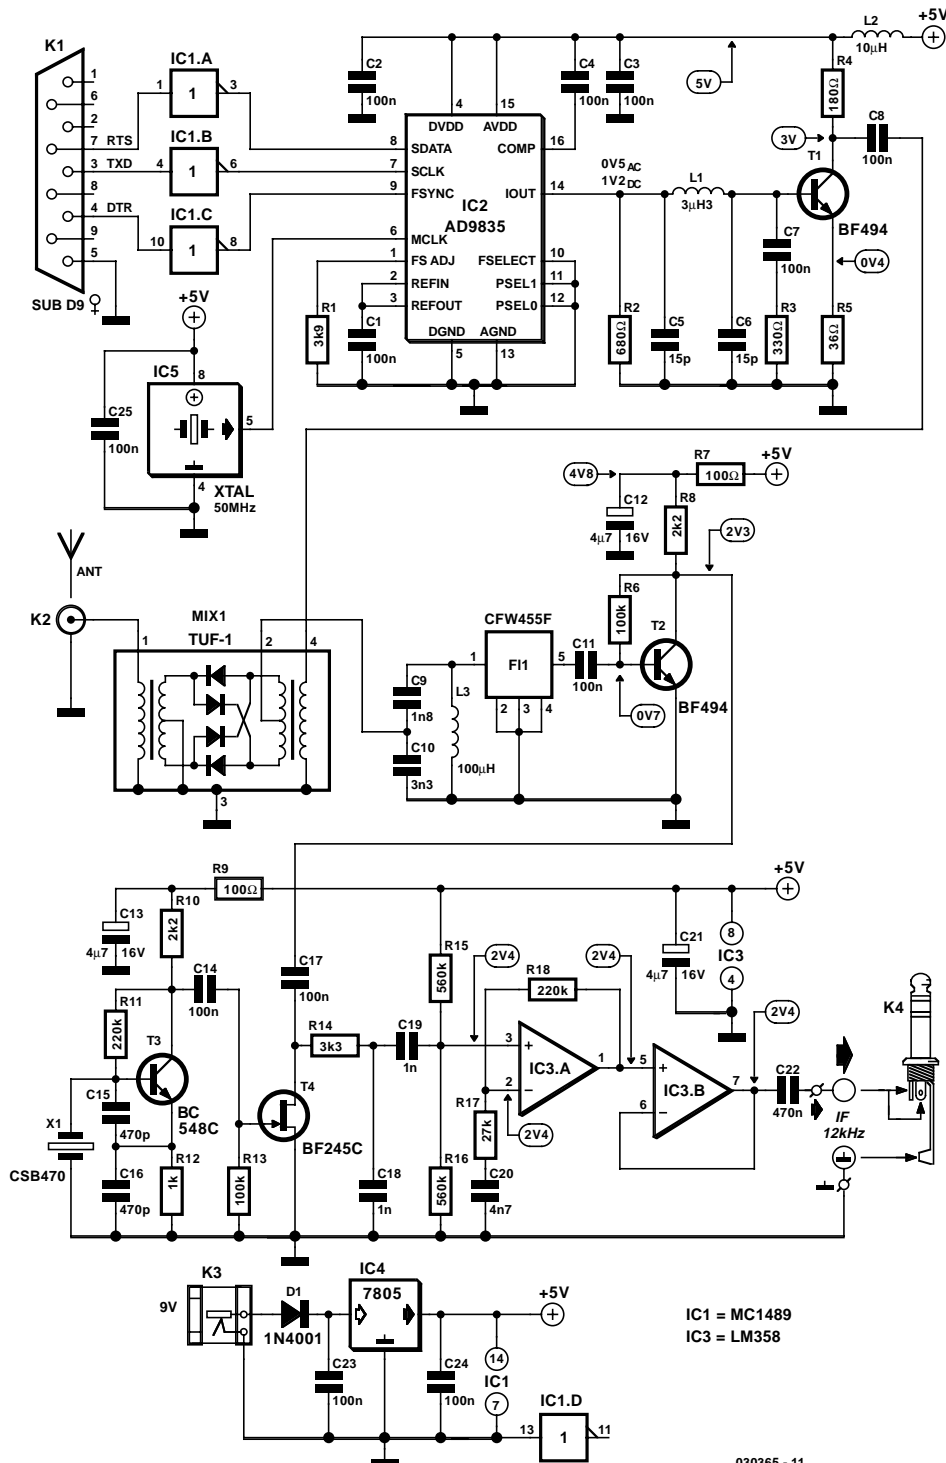 K1
1
6
2
7
3
8
4
9
5
RTS
TXD
DTR
SUB D9
IC1.A
1
1
3
IC1.B
4
1
6
IC1.C
10
1
8
+5V
IC5
8
5
4
C25
100n
XTAL
50MHz
C2
100n
4
15
C4
100n
C3
100n
5V
L2
10µH
+5V
R4
180Ω
C8
100n
3V
T1
BF494
0V4
DVDD
AVDD
8
SDATA
COMP
16
7
SCLK
9
FSYNC
IOUT
14
IC2
AD9835
6
MCLK
1
FS ADJ
FSELECT
10
2
REFIN
PSEL1
11
3
REFOUT
PSEL0
12
DGND
AGND
5
13
R1
3k9
C1
100n
0V5 AC
1V2 DC
L1
3µH3
C7
100n
R2
680Ω
C5
15p
C6
15p
R3
330Ω
R5
36Ω
ANT
K2
MIX1
TUF-1
1
2
4
3
C9
1n8
C10
3n3
L3
100µH
CFW455F
1
FI1
5
2
3
4
C11
100n
4V8
C12
4µ7
16V
R7
100Ω
+5V
R8
2k2
2V3
R6
100k
T2
BF494
0V7
R9
100Ω
+5V
C13
4µ7
16V
R10
2k2
C14
100n
R11
220k
T3
BC
548C
C15
470p
X1
CSB470
C16
470p
R12
1k
R13
100k
C17
100n
R14
3k3
T4
BF245C
C18
1n
C19
1n
R15
560k
R16
560k
2V4
R18
220k
2V4
3
2
IC3.A
1
R17
27k
2V4
C20
4n7
5
6
IC3.B
7
C21
4µ7
16V
8
IC3
4
2V4
C22
470n
IF
12kHz
K4
K3
9V
D1
1N4001
IC4
7805
C23
100n
C24
100n
+5V
14
IC1
7
IC1.D
13
1
11
IC1 = MC1489
IC3 = LM358
030365 - 11